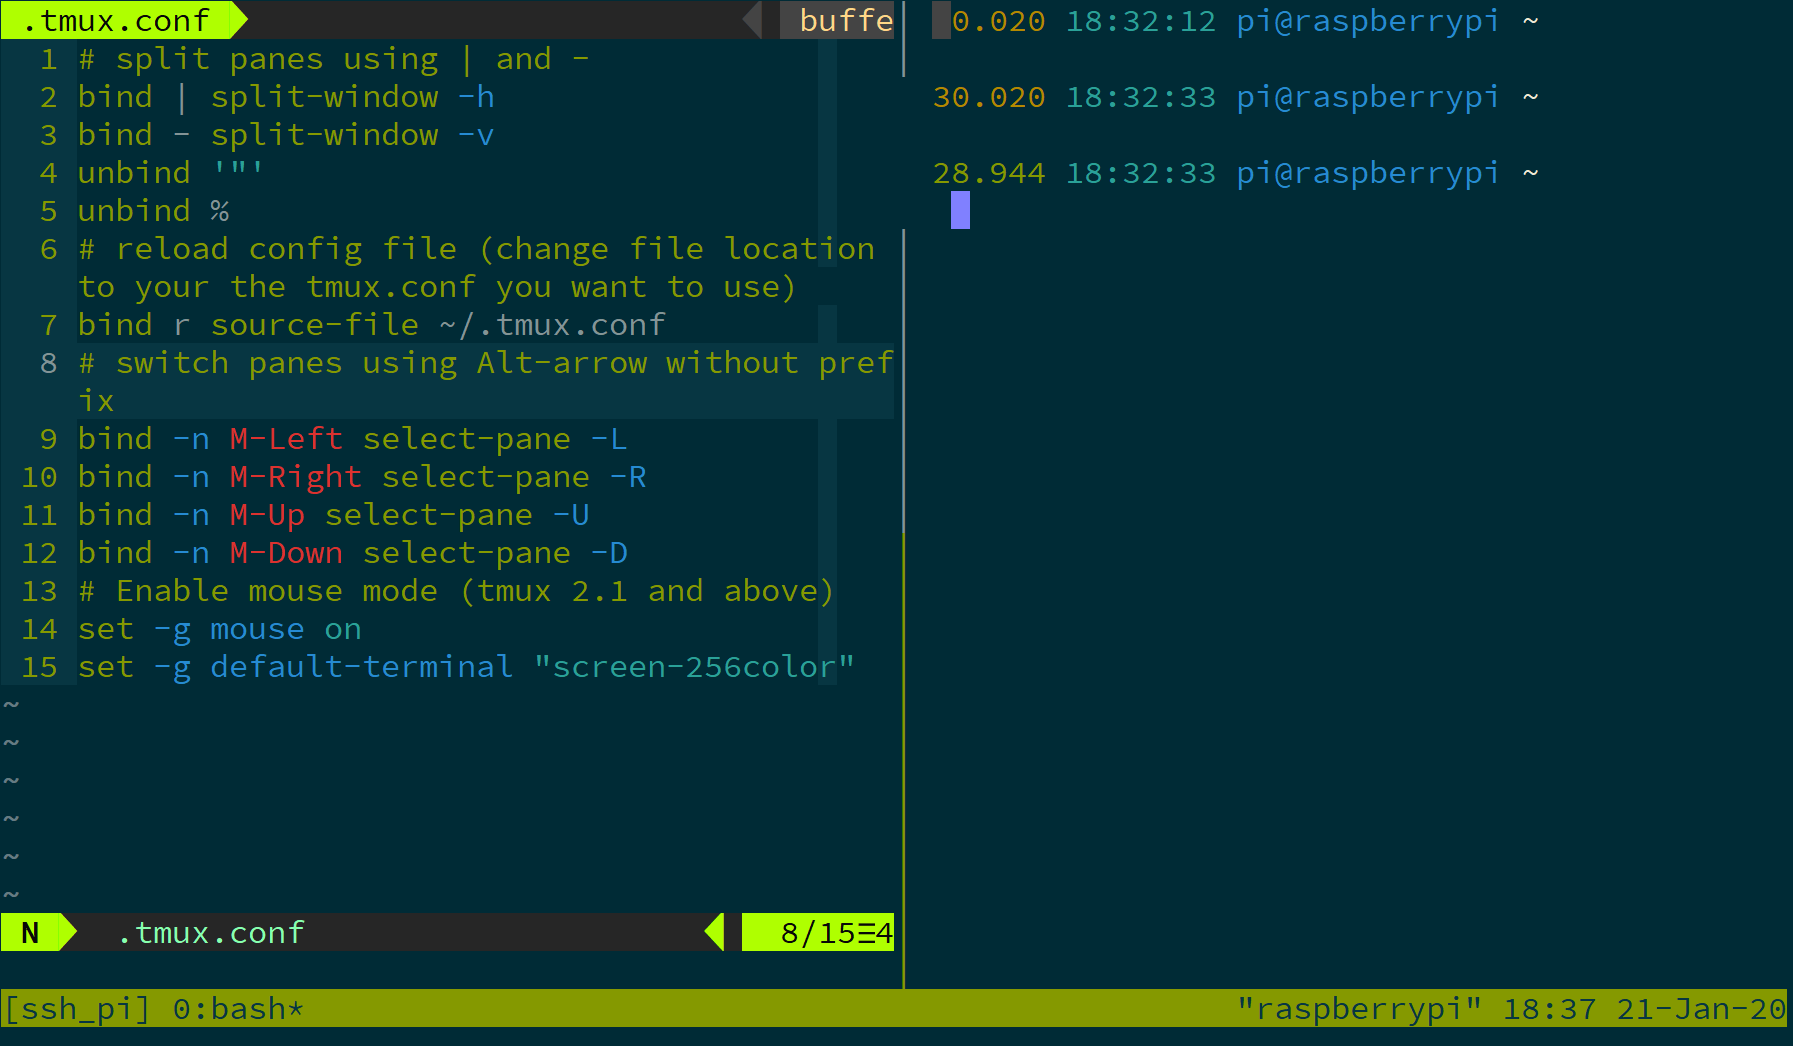 .tmux.conf buffe
1 # split panes using | and -
2 bind | split-window -h
3 bind - split-window -v
4 unbind '"'
5 unbind %
6 # reload config file (change file location
to your the tmux.conf you want to use)
7 bind r source-file ~/.tmux.conf
8 # switch panes using Alt-arrow without pref
ix
9 bind -n M-Left select-pane -L
10 bind -n M-Right select-pane -R
11 bind -n M-Up select-pane -U
12 bind -n M-Down select-pane -D
13 # Enable mouse mode (tmux 2.1 and above)
14 set -g mouse on
15 set -g default-terminal "screen-256color"
~
~
~
~
~
~
N .tmux.conf 8/15☰4
0.020 18:32:12 pi@raspberrypi ~
30.020 18:32:33 pi@raspberrypi ~
28.944 18:32:33 pi@raspberrypi ~
[ssh_pi] 0:bash* "raspberrypi" 18:37 21-Jan-20